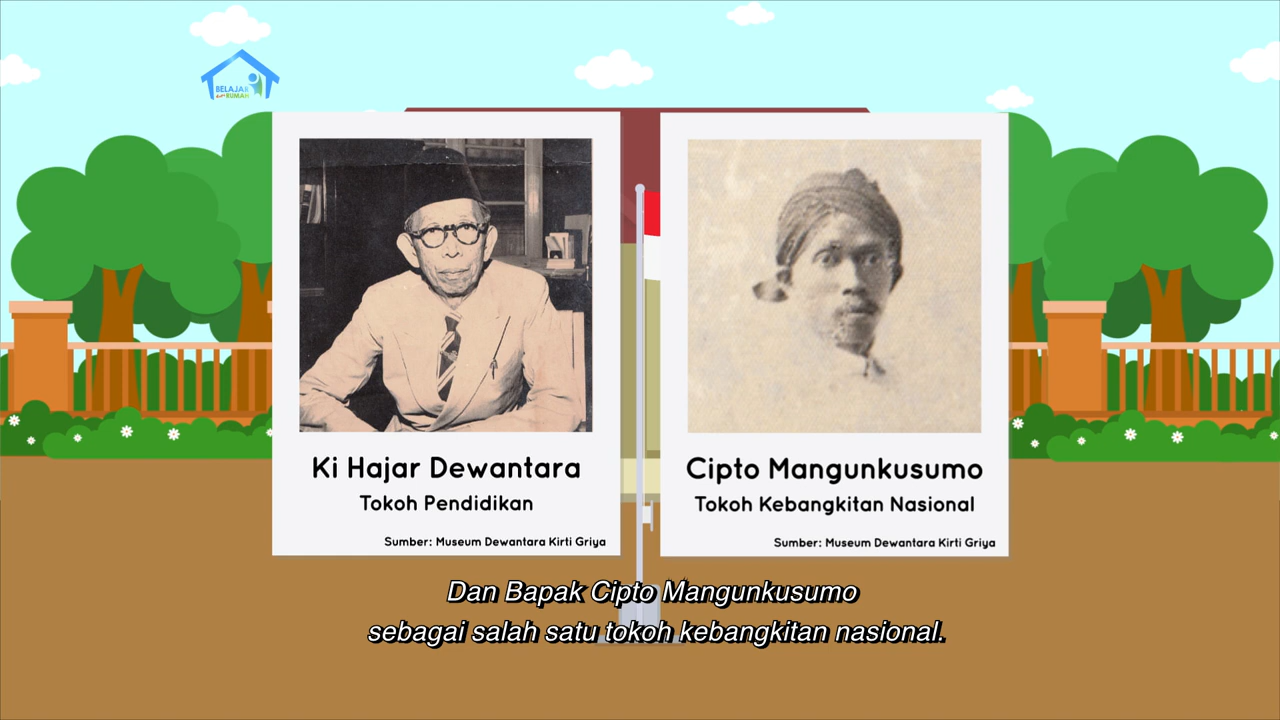 BELAJAR
dari RUMAH
Ki Hajar Dewantara
Tokoh Pendidikan
Sumber: Museum Dewantara Kirti Griya
Cipto Mangunkusumo
Tokoh Kebangkitan Nasional
Sumber: Museum Dewantara Kirti Griya
Dan Bapak Cipto Mangunkusumo
sebagai salah satu tokoh kebangkitan nasional.